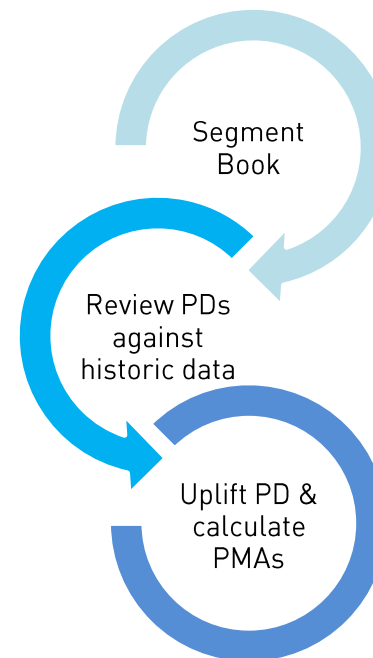 Segment
Book
Review PDs
against
historic data
Uplift PD &
calculate
PMAs